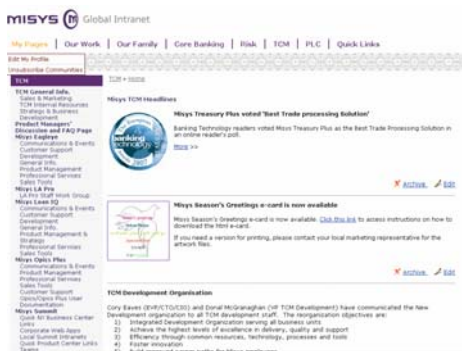 MISYS Global Intranet
My Pages | Our Work | Our Family | Core Banking | Risk | TCM | PLC | Quick Links
Edit My Profile
Unsubscribe Communities
TCM
TCM General Info.
Sales & Marketing
TCM Internal Resources
Strategy & Business
Development
Product Managers'
Discussion and FAQ Page
Misys Eagleye
Communications & Events
Customer Support
Development
General Info.
Product Management
Professional Services
Sales Tools
Misys LA Pro
LA Pro Staff Work Group
Misys Loan IQ
Communications & Events
Customer Support
Development
General Info.
Product Management &
Strategy
Professional Services
Sales Tools
Misys Opics Plus
Communications & Events
Product Management
Professional Services
Sales Tools
Customer Support
Opics/Opics Plus User
Documentation
Misys Summit
Quick All Business Center
Links
Corporate Web Apps
Local Summit Intranets
Quick Product Center Links
TCM > Home
Misys TCM Headlines
Misys Treasury Plus voted 'Best Trade processing Solution'
Banking Technology readers voted Misys Treasury Plus as the Best Trade Processing Solution in
an online reader's poll.
More >>
banking
technology
Archive Edit
Misys Season's Greetings e-card is now available
Misys Season's Greetings e-card is now available. Click this link to access instructions on how to
download the html e-card.
If you need a version for printing, please contact your local marketing representative for the
artwork files.
Archive Edit
TCM Development Organisation
Cory Eaves (EVP/CTO/CIO) and Donal McGranaghan (VP TCM Development) have communicated the New
Development organization to all TCM development staff. The reorganization objectives are:
1) Integrated Development Organization serving all business units
2) Achieve the highest levels of excellence in delivery, quality and support
3) Efficiency through common resources, technology, processes and tools
4) Foster innovation